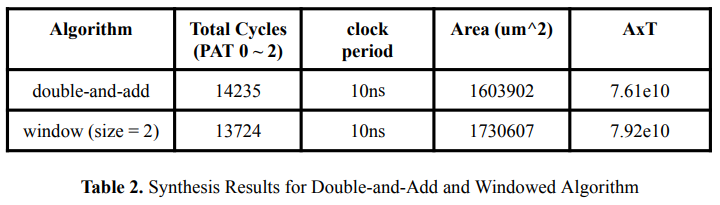 Algorithm Total Cycles (PAT 0 ~ 2) clock period Area (um^2) AxT
double-and-add 14235 10ns 1603902 7.61e10
window (size = 2) 13724 10ns 1730607 7.92e10
Table 2. Synthesis Results for Double-and-Add and Windowed Algorithm